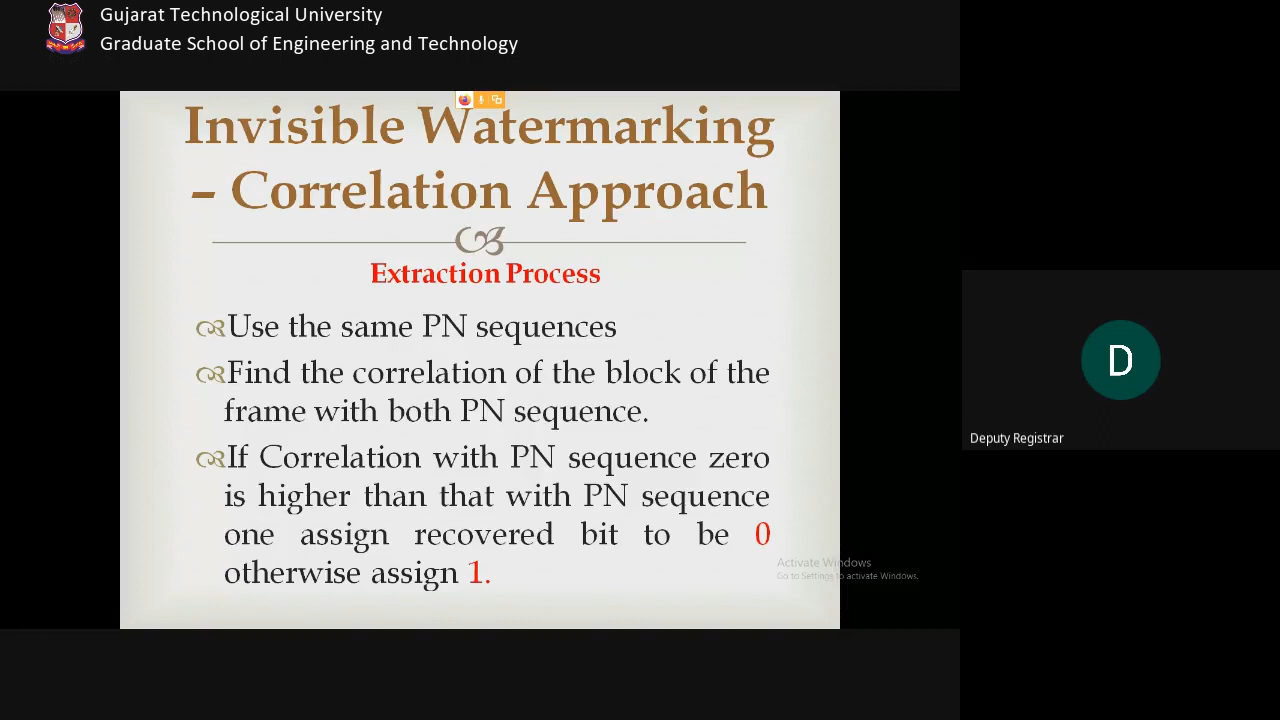 Gujarat Technological University
Graduate School of Engineering and Technology
Invisible Watermarking
– Correlation Approach
Extraction Process
Use the same PN sequences
Find the correlation of the block of the
frame with both PN sequence.
If Correlation with PN sequence zero
is higher than that with PN sequence
one assign recovered bit to be 0
otherwise assign 1.
Activate Windows
Go to Settings to activate Windows.
D
Deputy Registrar